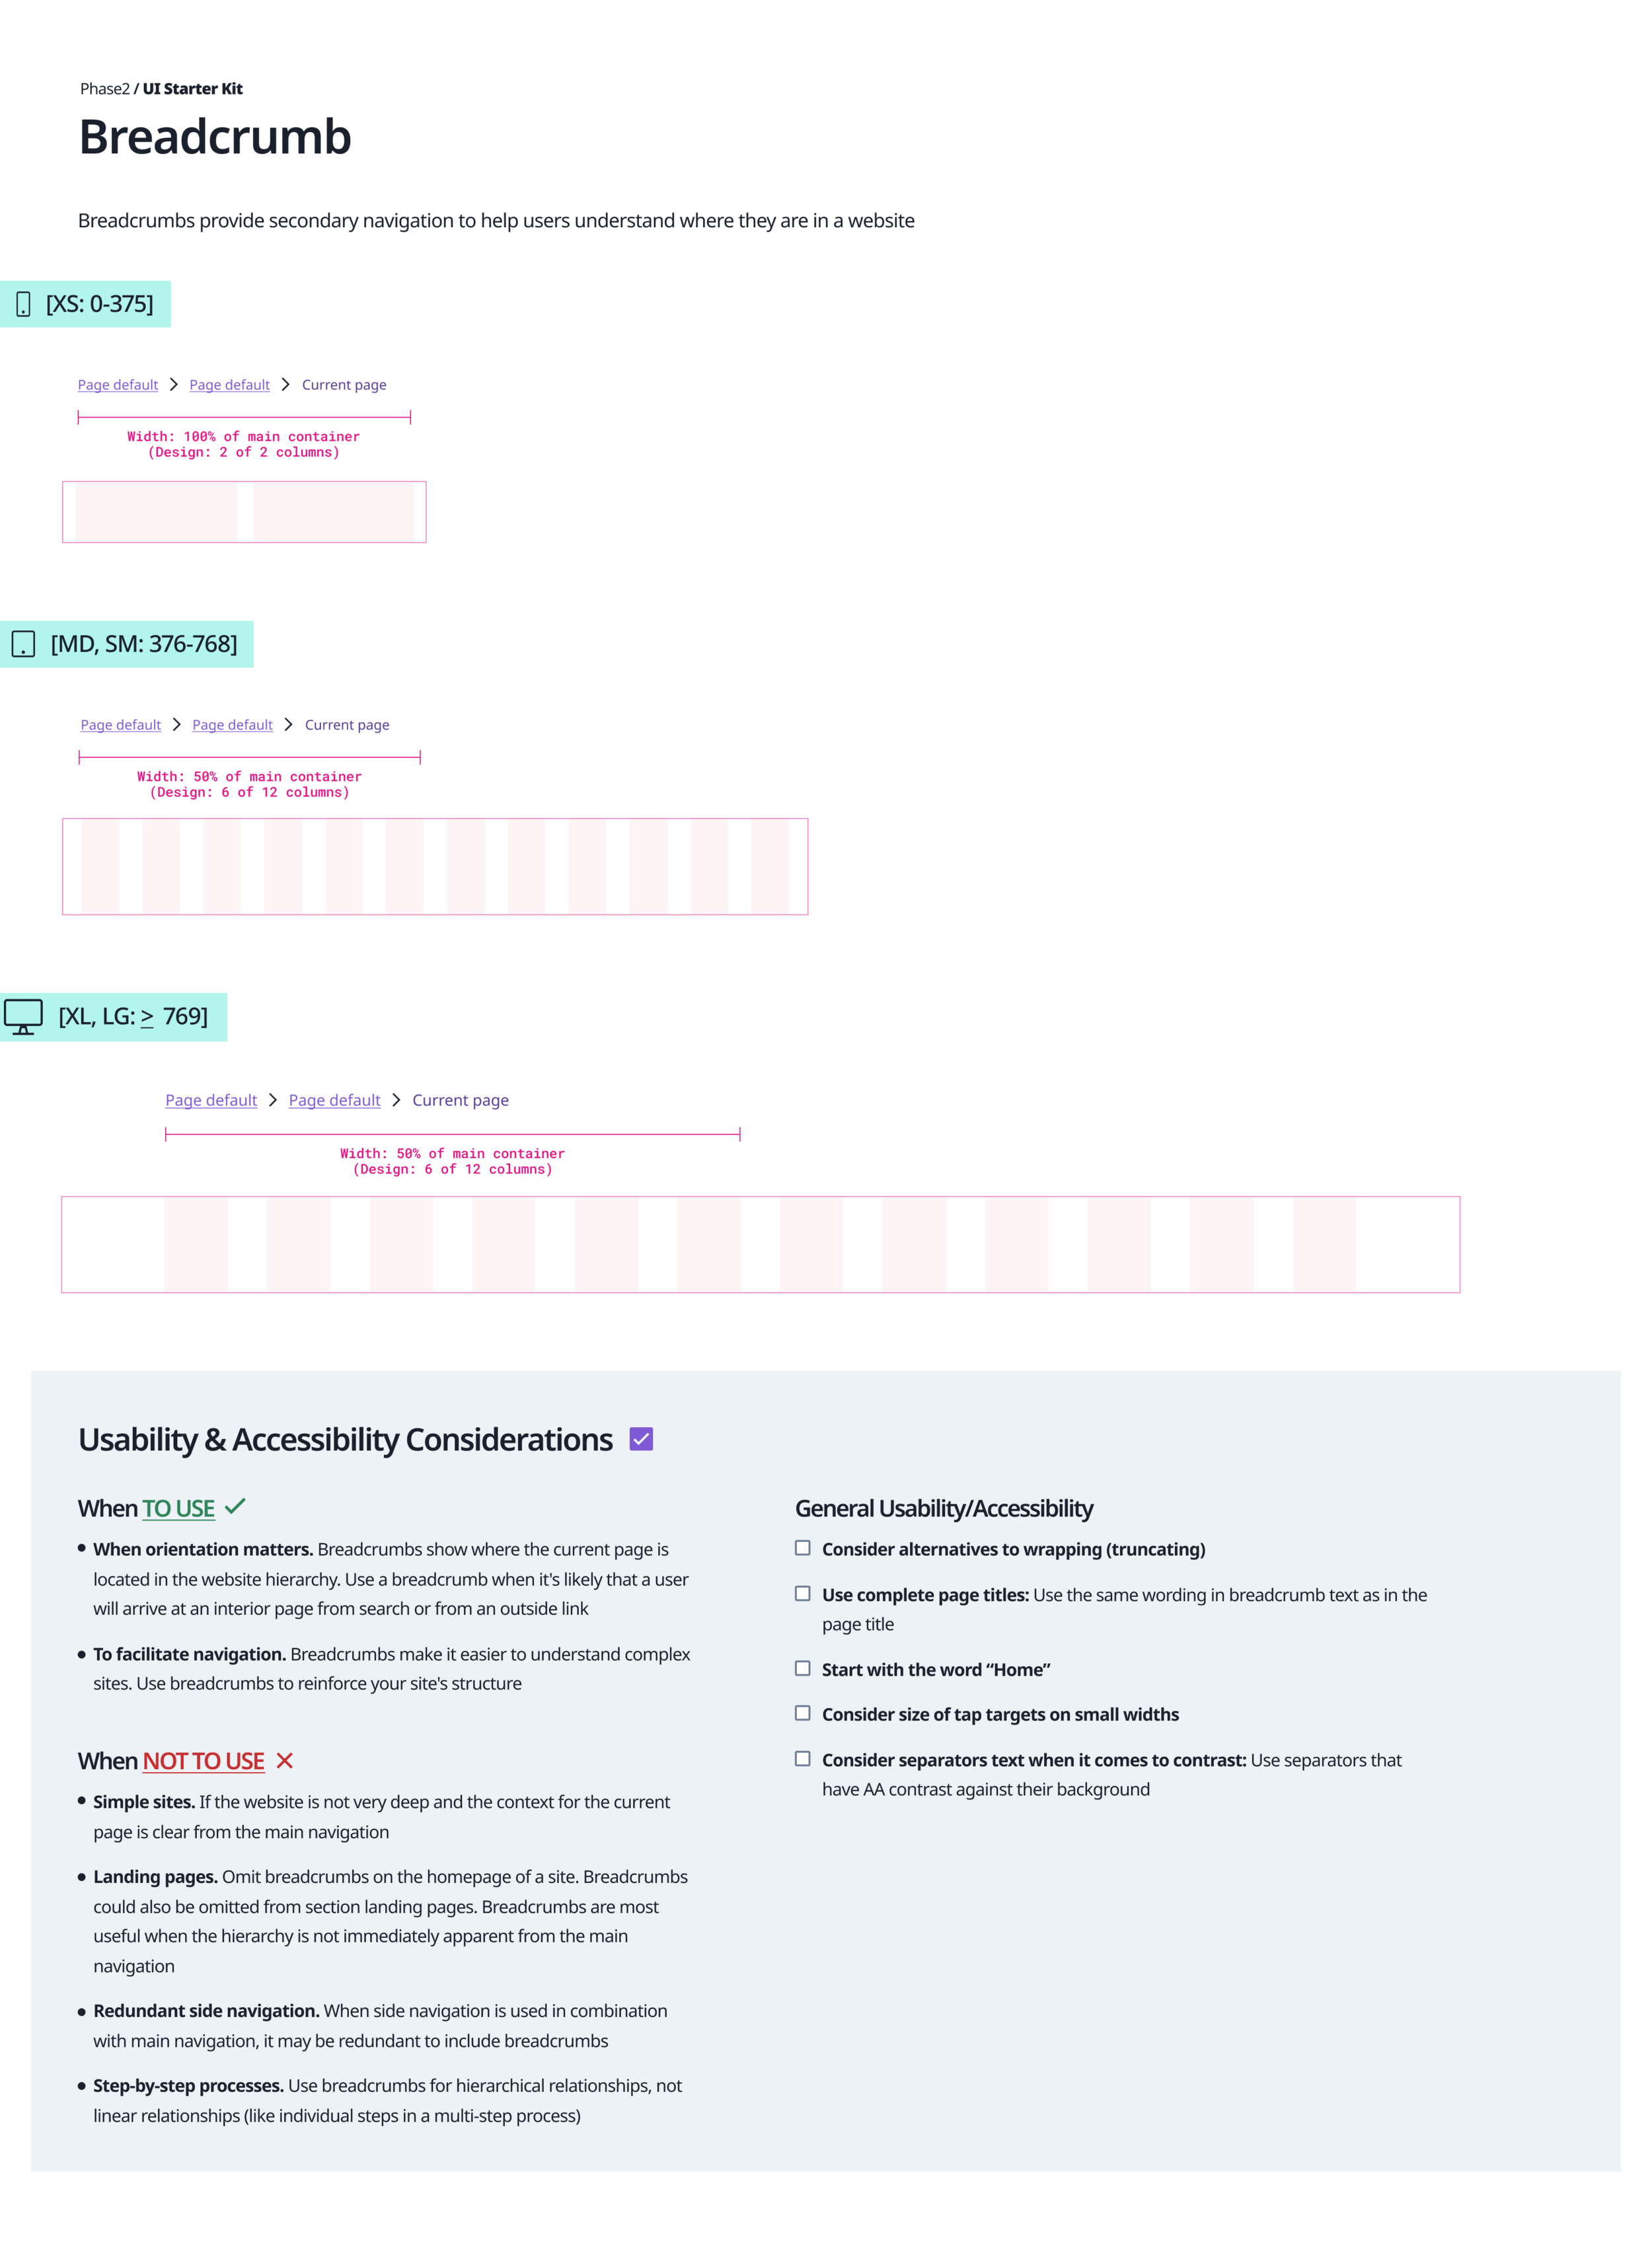 Phase2 / UI Starter Kit
Breadcrumb
Breadcrumbs provide secondary navigation to help users understand where they are in a website
[XS: 0-375]
Page default > Page default > Current page
Width: 100% of main container
(Design: 2 of 2 columns)
[MD, SM: 376-768]
Page default > Page default > Current page
Width: 50% of main container
(Design: 6 of 12 columns)
[XL, LG: > 769]
Page default > Page default > Current page
Width: 50% of main container
(Design: 6 of 12 columns)
Usability & Accessibility Considerations
When TO USE
• When orientation matters. Breadcrumbs show where the current page is
located in the website hierarchy. Use a breadcrumb when it's likely that a user
will arrive at an interior page from search or from an outside link
• To facilitate navigation. Breadcrumbs make it easier to understand complex
sites. Use breadcrumbs to reinforce your site's structure
When NOT TO USE
• Simple sites. If the website is not very deep and the context for the current
page is clear from the main navigation
• Landing pages. Omit breadcrumbs on the homepage of a site. Breadcrumbs
could also be omitted from section landing pages. Breadcrumbs are most
useful when the hierarchy is not immediately apparent from the main
navigation
• Redundant side navigation. When side navigation is used in combination
with main navigation, it may be redundant to include breadcrumbs
• Step-by-step processes. Use breadcrumbs for hierarchical relationships, not
linear relationships (like individual steps in a multi-step process)
General Usability/Accessibility
Consider alternatives to wrapping (truncating)
Use complete page titles: Use the same wording in breadcrumb text as in the
page title
Start with the word “Home”
Consider size of tap targets on small widths
Consider separators text when it comes to contrast: Use separators that
have AA contrast against their background